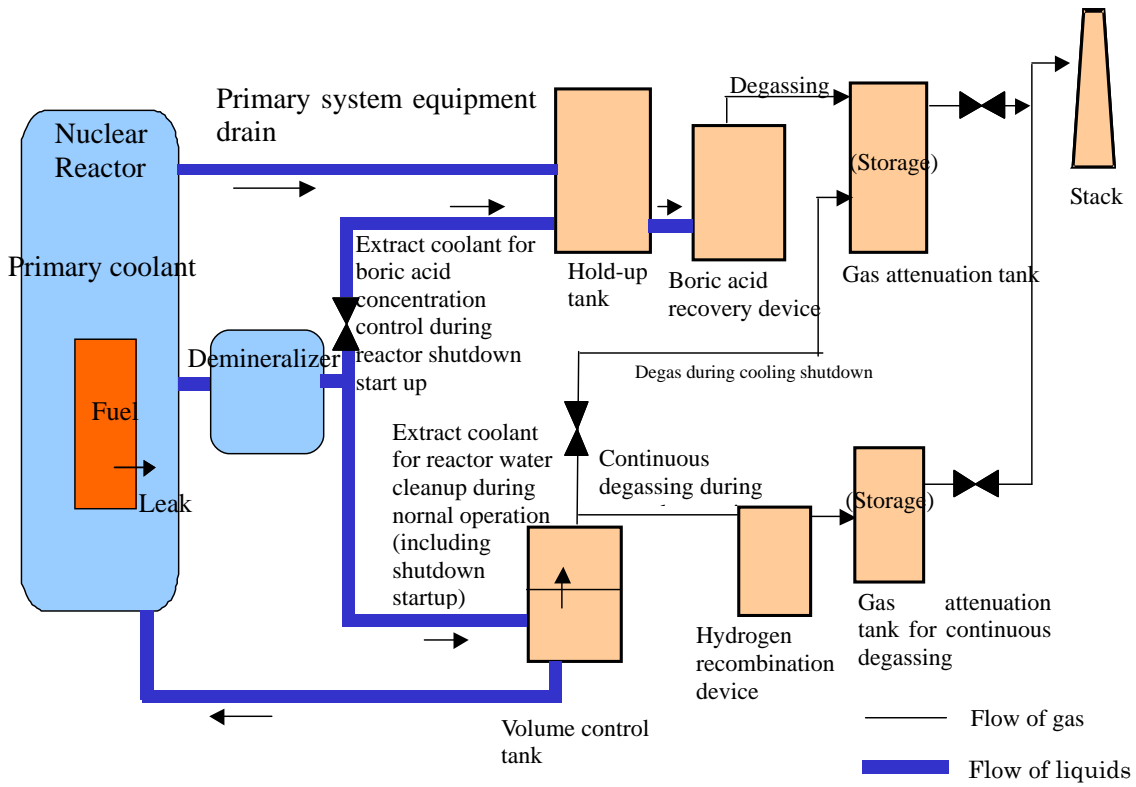 Nuclear
Reactor
Primary system equipment
drain
Degassing
(Storage)
Stack
Primary coolant
Extract coolant for
boric acid
concentration
control during
reactor shutdown
start up
Hold-up
tank
Boric acid
recovery device
Gas attenuation tank
Demineralizer
Degas during cooling shutdown
Fuel
Leak
Extract coolant
for reactor water
cleanup during
nornal operation
(including
shutdown
startup)
Continuous
degassing during
(Storage)
Hydrogen
recombination
device
Gas attenuation
tank for continuous
degassing
Volume control
tank
Flow of gas
Flow of liquids